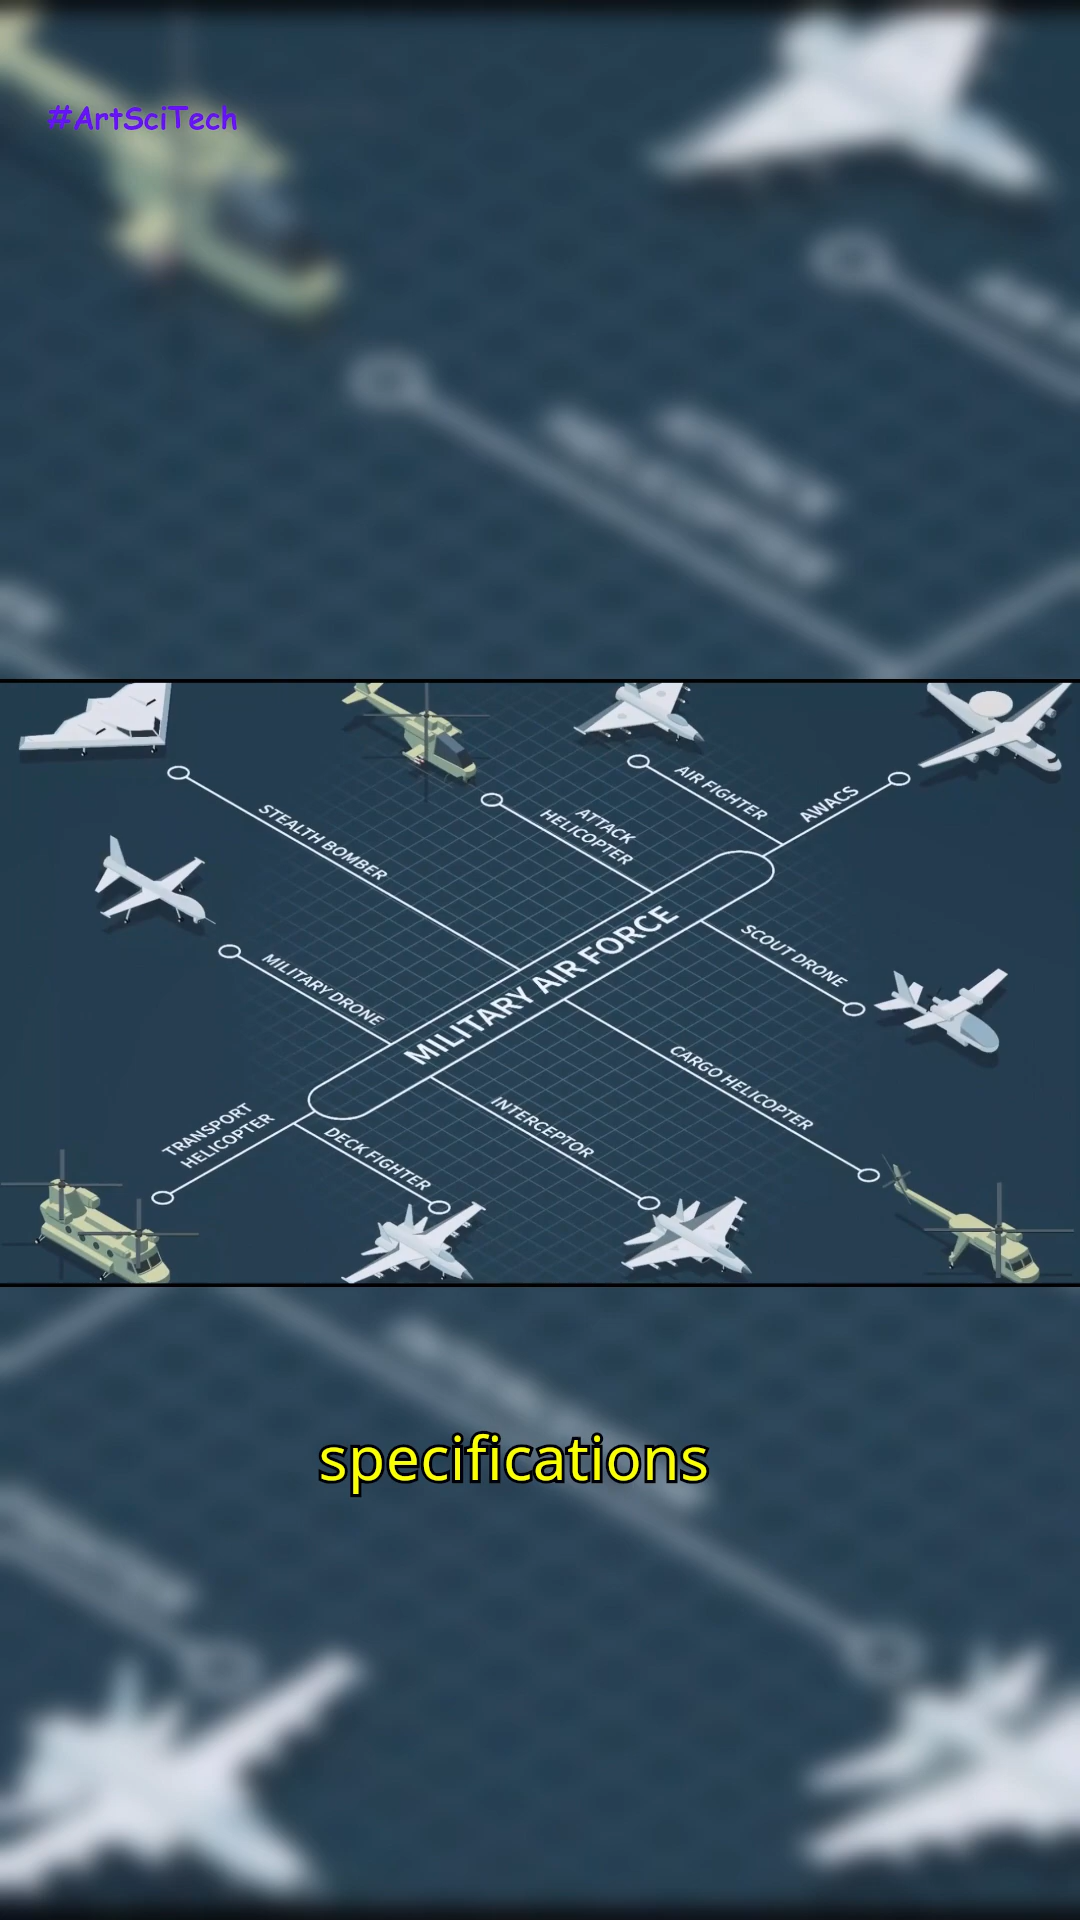 #ArtSciTech
AIR FIGHTER
AWACS
STEALTH BOMBER
ATTACK
HELICOPTER
MILITARY AIR FORCE
SCOUT DRONE
MILITARY DRONE
CARGO HELICOPTER
INTERCEPTOR
TRANSPORT
HELICOPTER
DECK FIGHTER
specifications